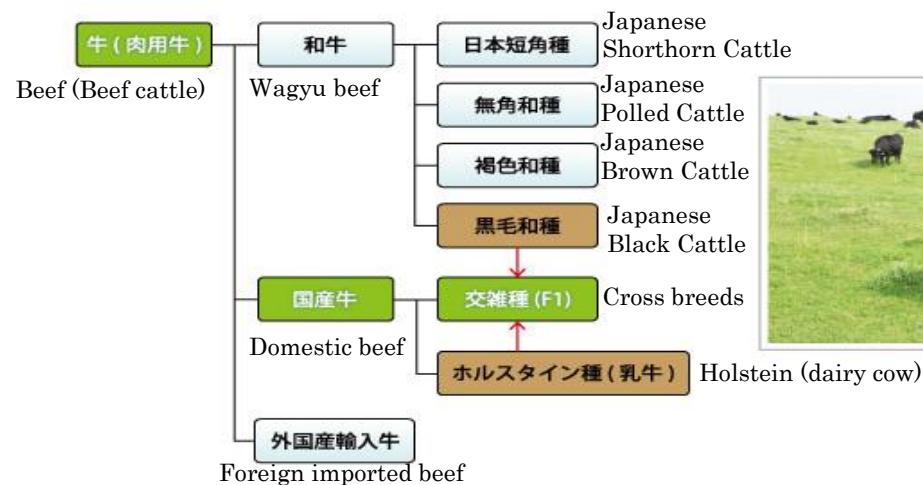 牛(肉用牛)
Beef (Beef cattle)
和牛
Wagyu beef
日本短角種
Japanese
Shorthorn Cattle
無角和種
Japanese
Polled Cattle
褐色和種
Japanese
Brown Cattle
黒毛和種
Japanese
Black Cattle
国産牛
Domestic beef
交雑種(F1)
Cross breeds
ホルスタイン種(乳牛)
Holstein (dairy cow)
外国産輸入牛
Foreign imported beef